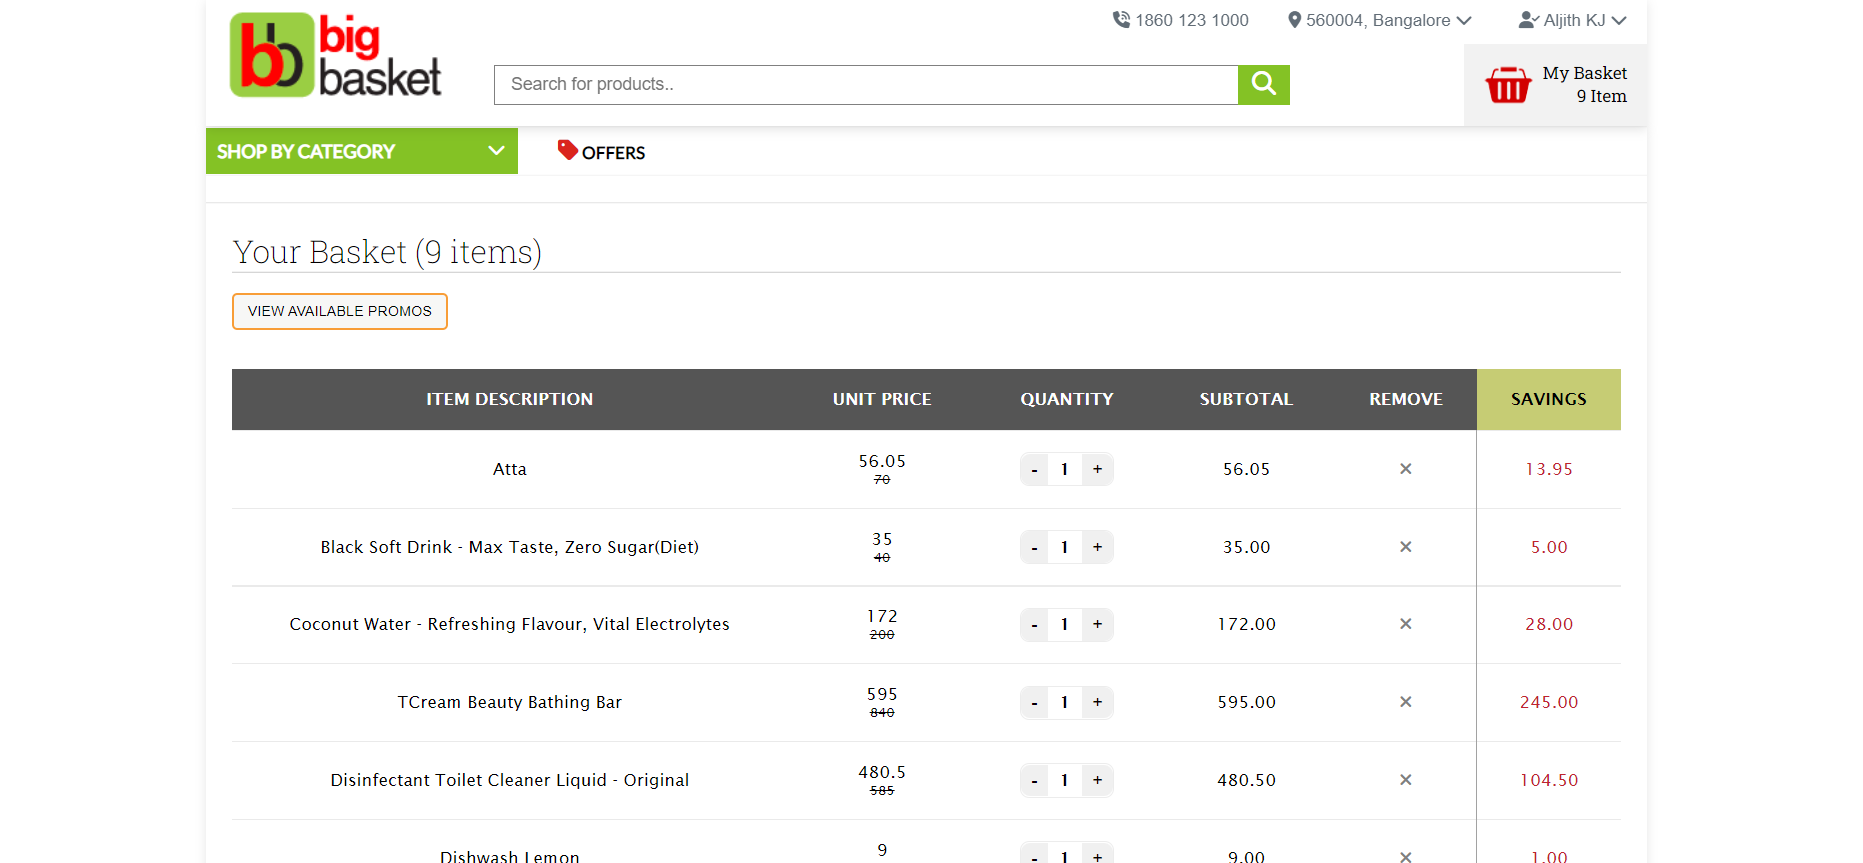 bb big basket
1860 123 1000
560004, Bangalore
Aljith KJ
Search for products..
My Basket
9 Item
SHOP BY CATEGORY
OFFERS
Your Basket (9 items)
VIEW AVAILABLE PROMOS
ITEM DESCRIPTION UNIT PRICE QUANTITY SUBTOTAL REMOVE SAVINGS
Atta 56.05 70 - 1 + 56.05 × 13.95
Black Soft Drink - Max Taste, Zero Sugar(Diet) 35 40 - 1 + 35.00 × 5.00
Coconut Water - Refreshing Flavour, Vital Electrolytes 172 200 - 1 + 172.00 × 28.00
TCream Beauty Bathing Bar 595 840 - 1 + 595.00 × 245.00
Disinfectant Toilet Cleaner Liquid - Original 480.5 585 - 1 + 480.50 × 104.50
Dishwash Lemon 9 - 1 + 9.00 × 1.00